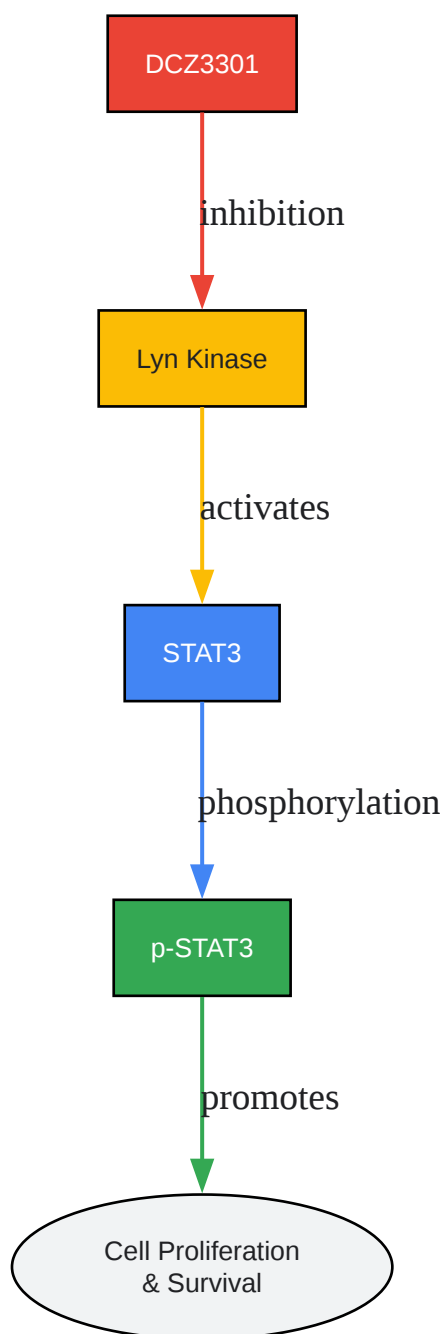 DCZ3301
inhibition
Lyn Kinase
activates
STAT3
phosphorylation
p-STAT3
promotes
Cell Proliferation
& Survival